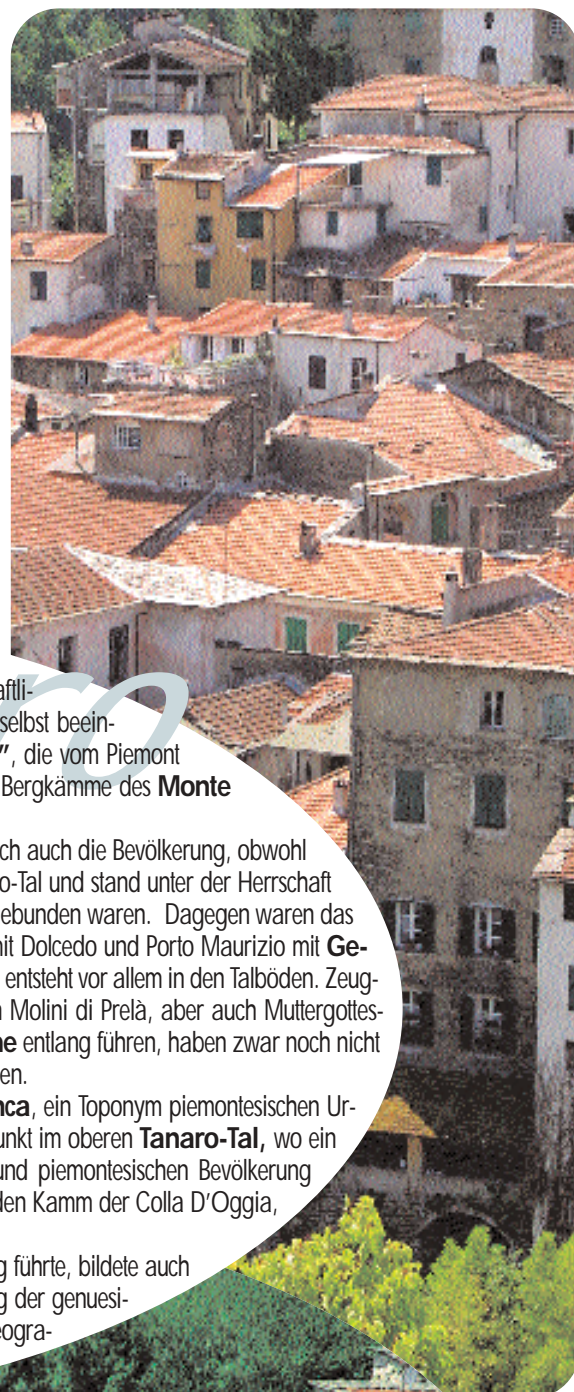 ro
aftli-
selbst beein-
”, die vom Piemont
Bergkämme des Monte
ch auch die Bevölkerung, obwohl
o-Tal und stand unter der Herrschaft
ebunden waren. Dagegen waren das
nit Dolcedo und Porto Maurizio mit Ge-
entsteht vor allem in den Talböden. Zeug-
n Molini di Prelà, aber auch Muttergottes-
ne entlang führen, haben zwar noch nicht
en.
nca, ein Toponym piemontesischen Ur-
unkt im oberen Tanaro-Tal, wo ein
und piemontesischen Bevölkerung
den Kamm der Colla D'Oggia,
g führte, bildete auch
g der genuesi-
eogra-